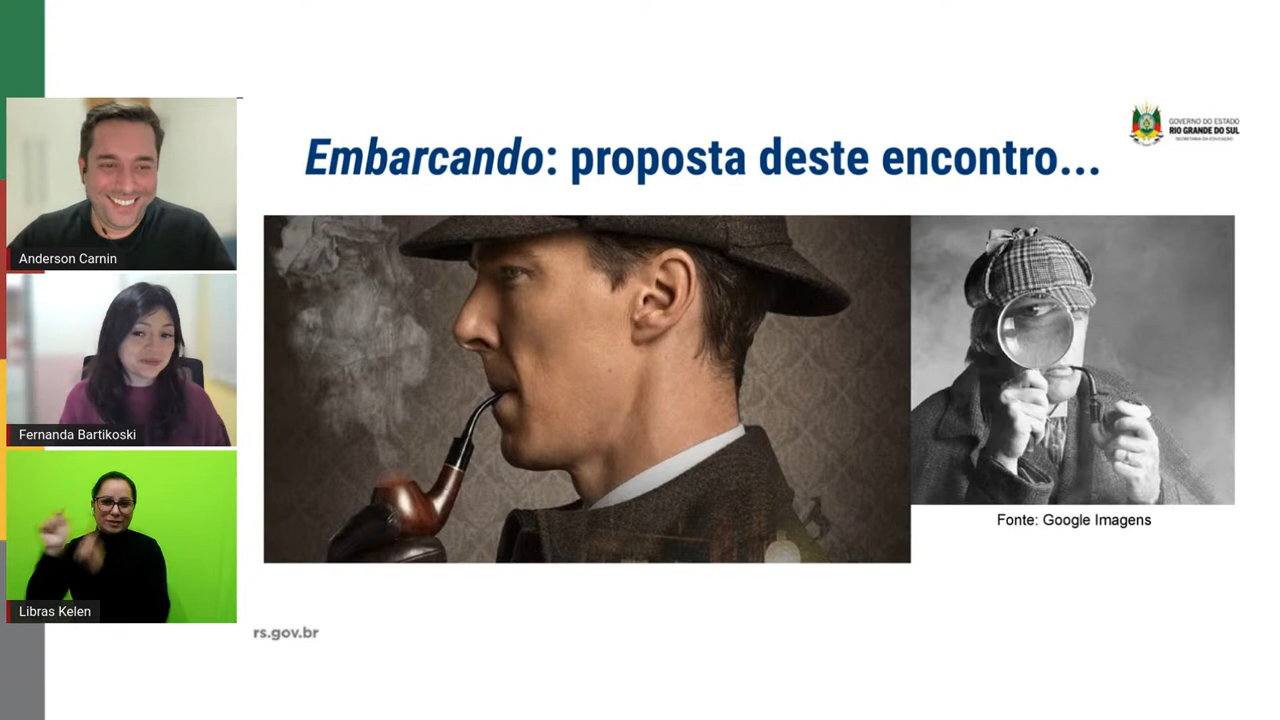 Embarcando: proposta deste encontro...
GOVERNO DO ESTADO
RIO GRANDE DO SUL
SECRETARIA DA EDUCAÇÃO
Anderson Carnin
Fernanda Bartikoski
Fonte: Google Imagens
Libras Kelen
rs.gov.br